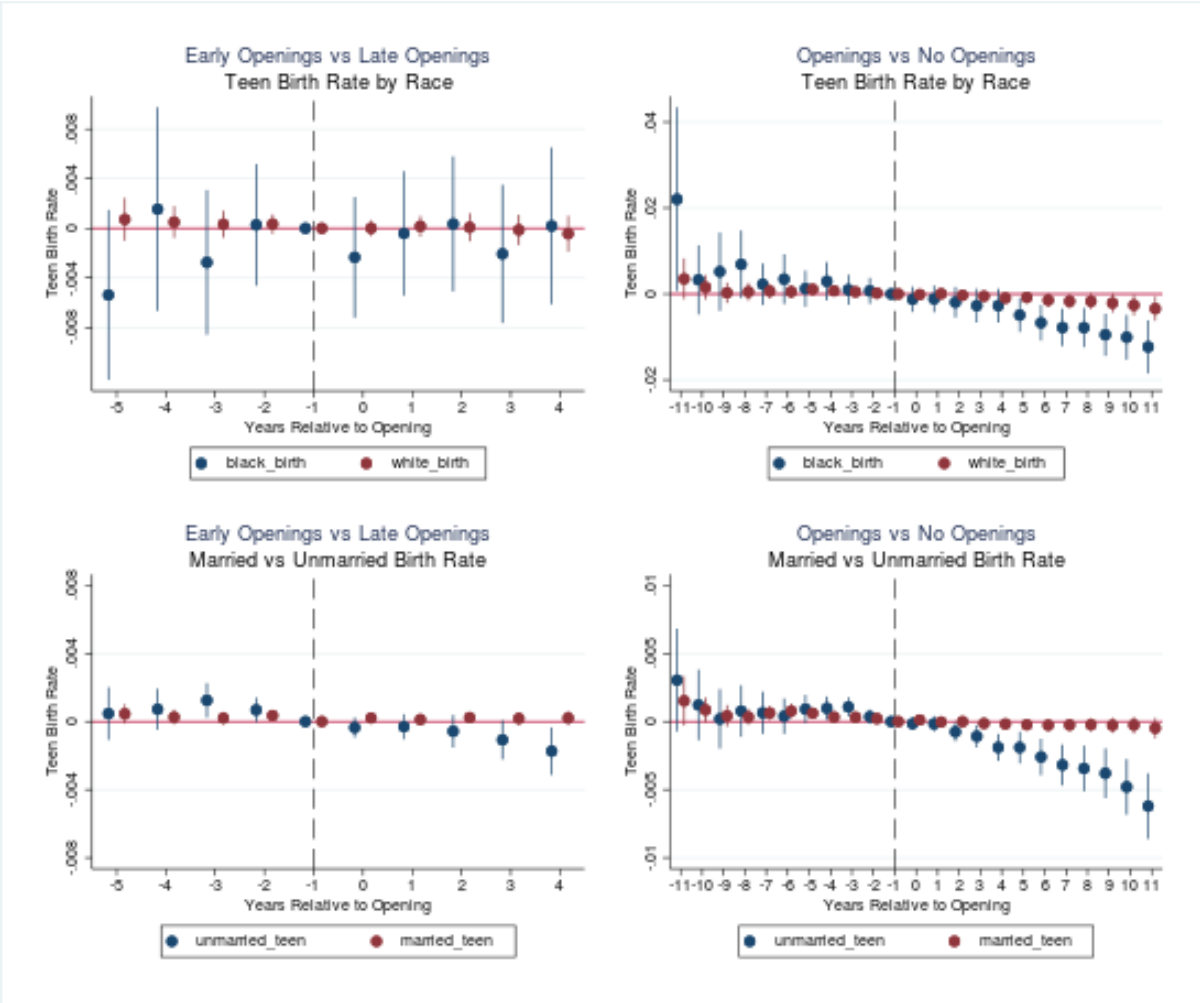 Early Openings vs Late Openings
Teen Birth Rate by Race
Teen Birth Rate
.008
.004
0
-.004
-.008
-5 -4 -3 -2 -1 0 1 2 3 4
Years Relative to Opening
black_birth white_birth
Openings vs No Openings
Teen Birth Rate by Race
Teen Birth Rate
.04
.02
0
-.02
-11 -10 -9 -8 -7 -6 -5 -4 -3 -2 -1 0 1 2 3 4 5 6 7 8 9 10 11
Years Relative to Opening
black_birth white_birth
Early Openings vs Late Openings
Married vs Unmarried Birth Rate
Teen Birth Rate
.008
.004
0
-.004
-.008
-5 -4 -3 -2 -1 0 1 2 3 4
Years Relative to Opening
unmarried_teen married_teen
Openings vs No Openings
Married vs Unmarried Birth Rate
Teen Birth Rate
.01
.005
0
-.005
-.01
-11 -10 -9 -8 -7 -6 -5 -4 -3 -2 -1 0 1 2 3 4 5 6 7 8 9 10 11
Years Relative to Opening
unmarried_teen married_teen